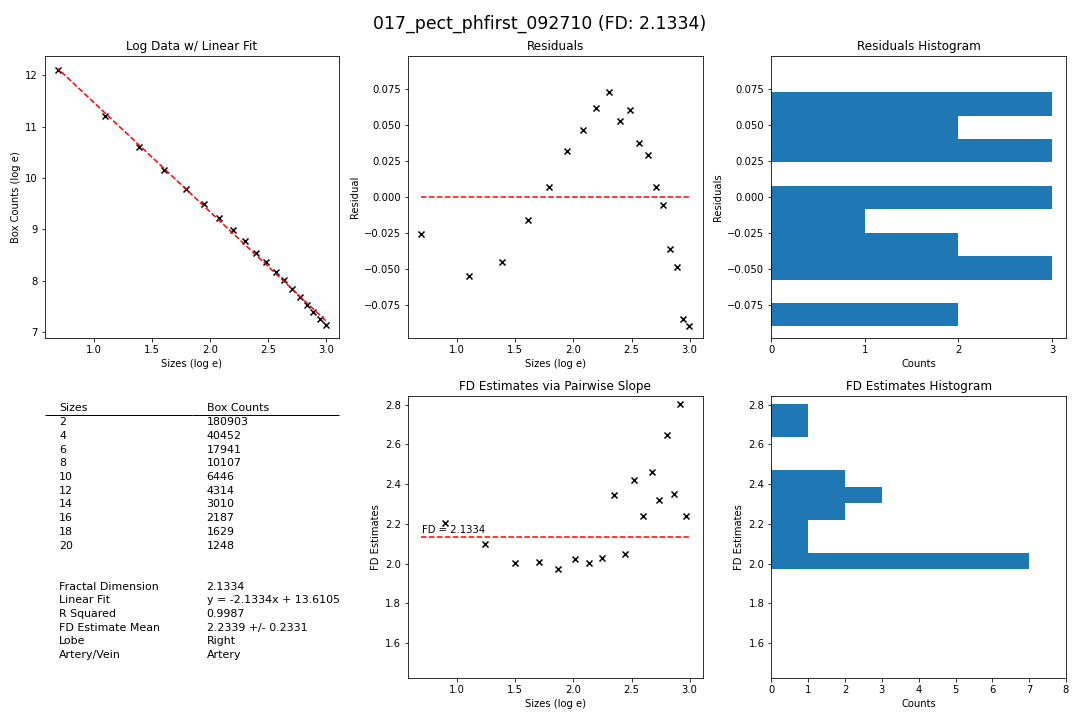 017_pect_phfirst_092710 (FD: 2.1334)
Log Data w/ Linear Fit
Box Counts (log e)
12
11
10
9
8
7
1.0 1.5 2.0 2.5 3.0
Sizes (log e)
Residuals
Residual
0.075
0.050
0.025
0.000
−0.025
−0.050
−0.075
1.0 1.5 2.0 2.5 3.0
Sizes (log e)
Residuals Histogram
Residuals
0.075
0.050
0.025
0.000
−0.025
−0.050
−0.075
0 1 2 3
Counts
Sizes Box Counts
2 180903
4 40452
6 17941
8 10107
10 6446
12 4314
14 3010
16 2187
18 1629
20 1248
Fractal Dimension 2.1334
Linear Fit y = -2.1334x + 13.6105
R Squared 0.9987
FD Estimate Mean 2.2339 +/- 0.2331
Lobe Right
Artery/Vein Artery
FD Estimates via Pairwise Slope
FD Estimates
2.8
2.6
2.4
2.2
2.0
1.8
1.6
FD = 2.1334
1.0 1.5 2.0 2.5 3.0
Sizes (log e)
FD Estimates Histogram
FD Estimates
2.8
2.6
2.4
2.2
2.0
1.8
1.6
0 1 2 3 4 5 6 7 8
Counts